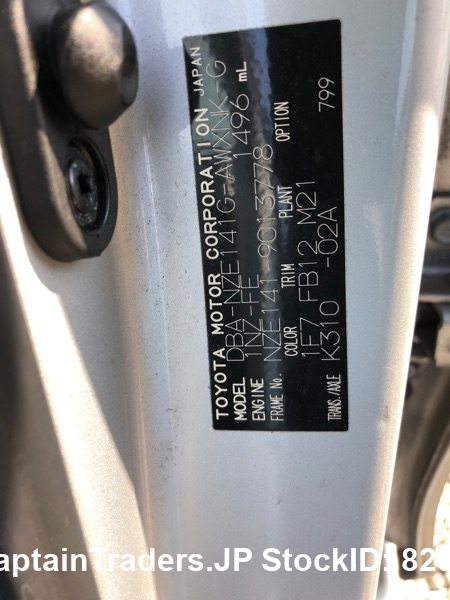 TOYOTA MOTOR CORPORATION JAPAN
MODEL DBA-NZE141G-AWXNK-G
ENGINE 1NZ-FE 1496 mL
FRAME No. NZE141-9013778
COLOR TRIM PLANT OPTION
1E7 FB12 M21 799
TRANS./AXLE K310 -02A
aptainTraders.JP StockID:82